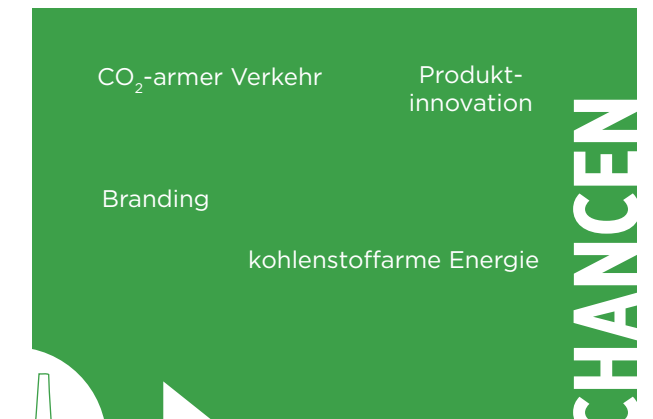 CO₂-armer Verkehr
Produkt-
innovation
Branding
kohlenstoffarme Energie
CHANCEN